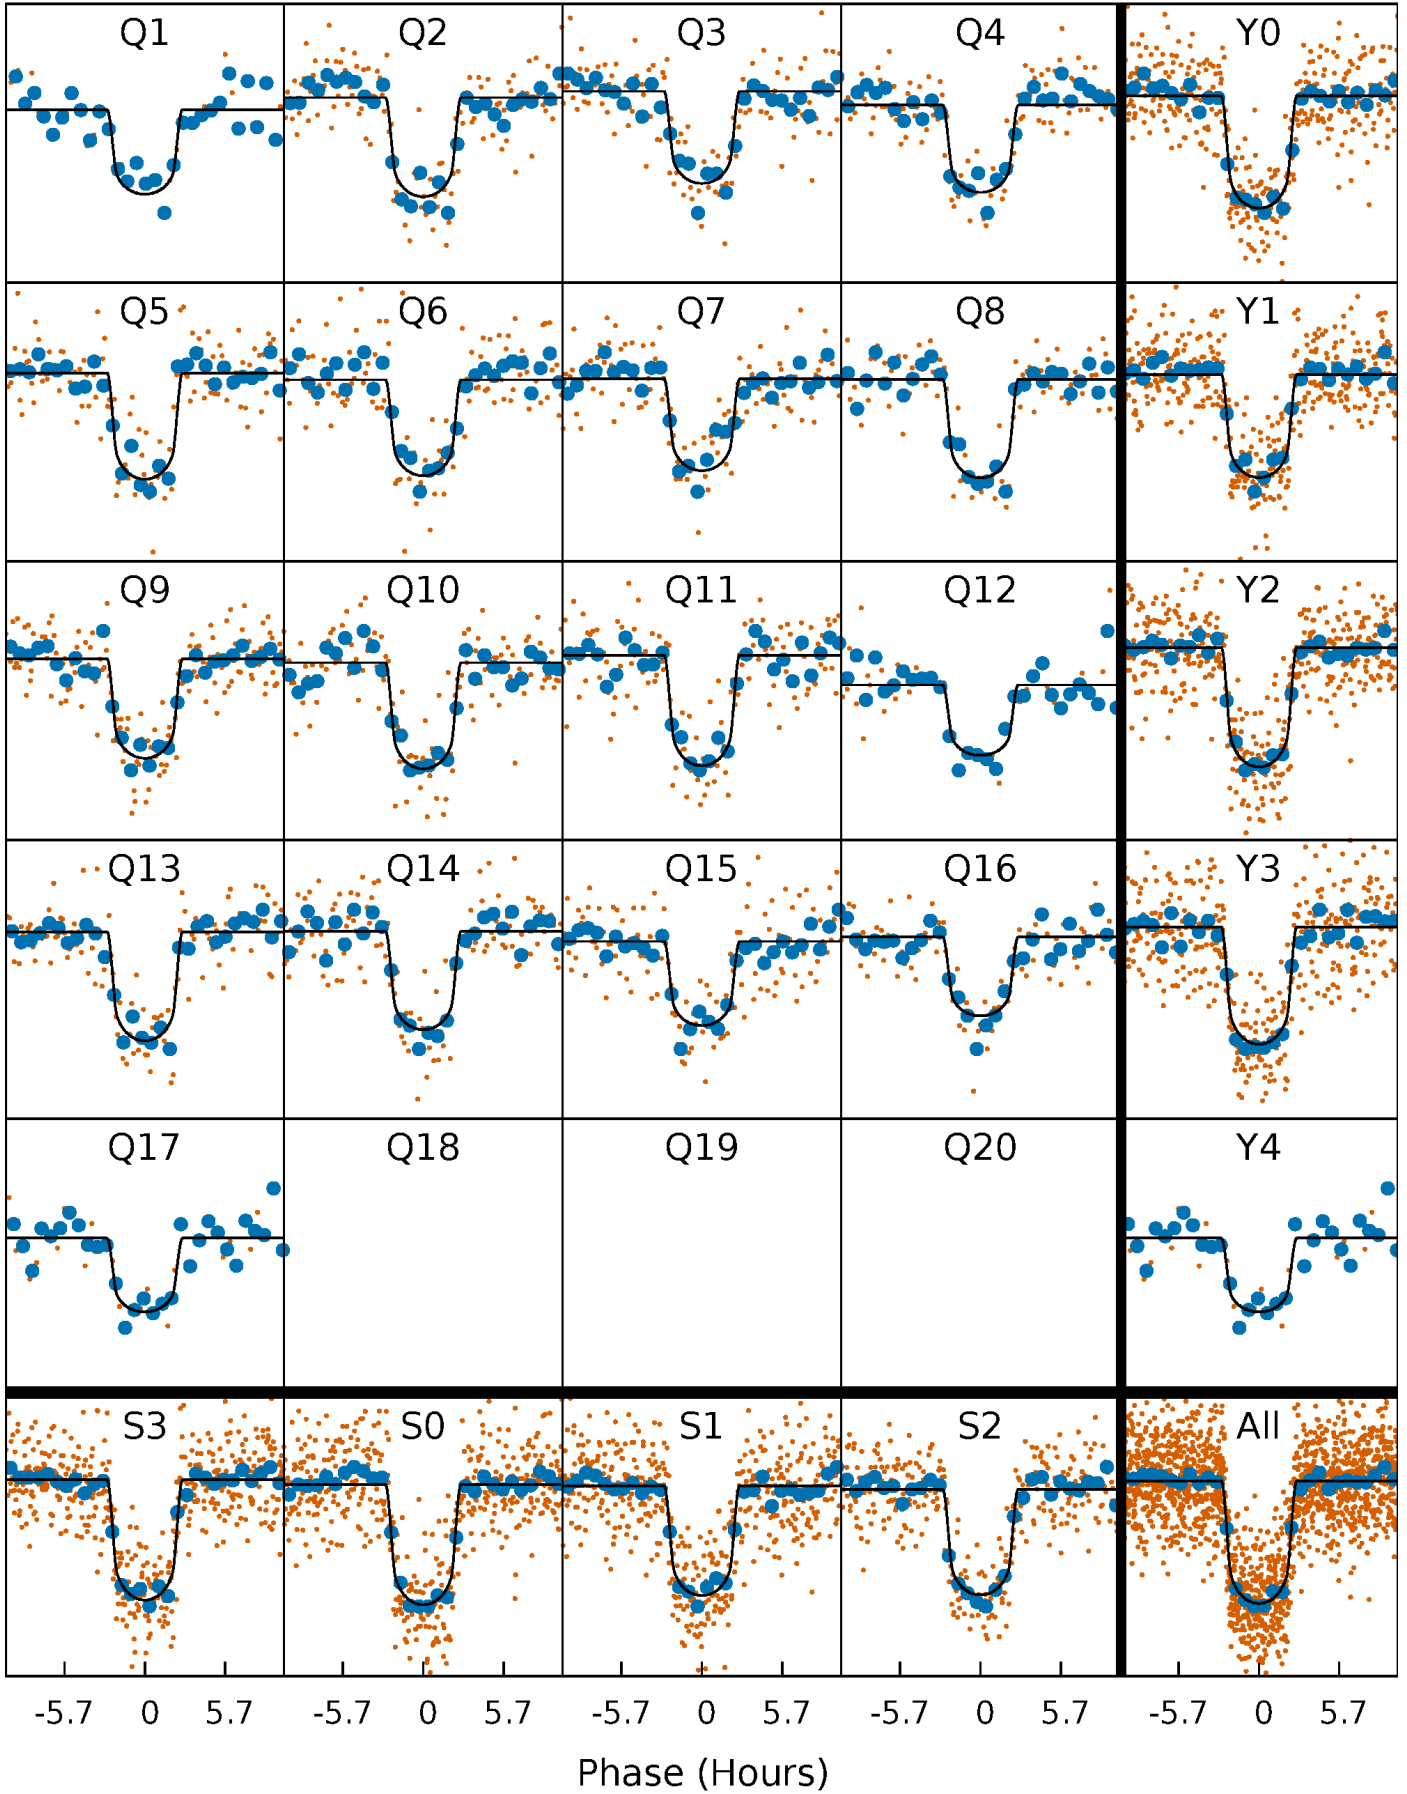 Q1 Q2 Q3 Q4 Y0
Q5 Q6 Q7 Q8 Y1
Q9 Q10 Q11 Q12 Y2
Q13 Q14 Q15 Q16 Y3
Q17 Q18 Q19 Q20 Y4
S3 S0 S1 S2 All
-5.7 0 5.7 -5.7 0 5.7 -5.7 0 5.7 -5.7 0 5.7 -5.7 0 5.7
Phase (Hours)